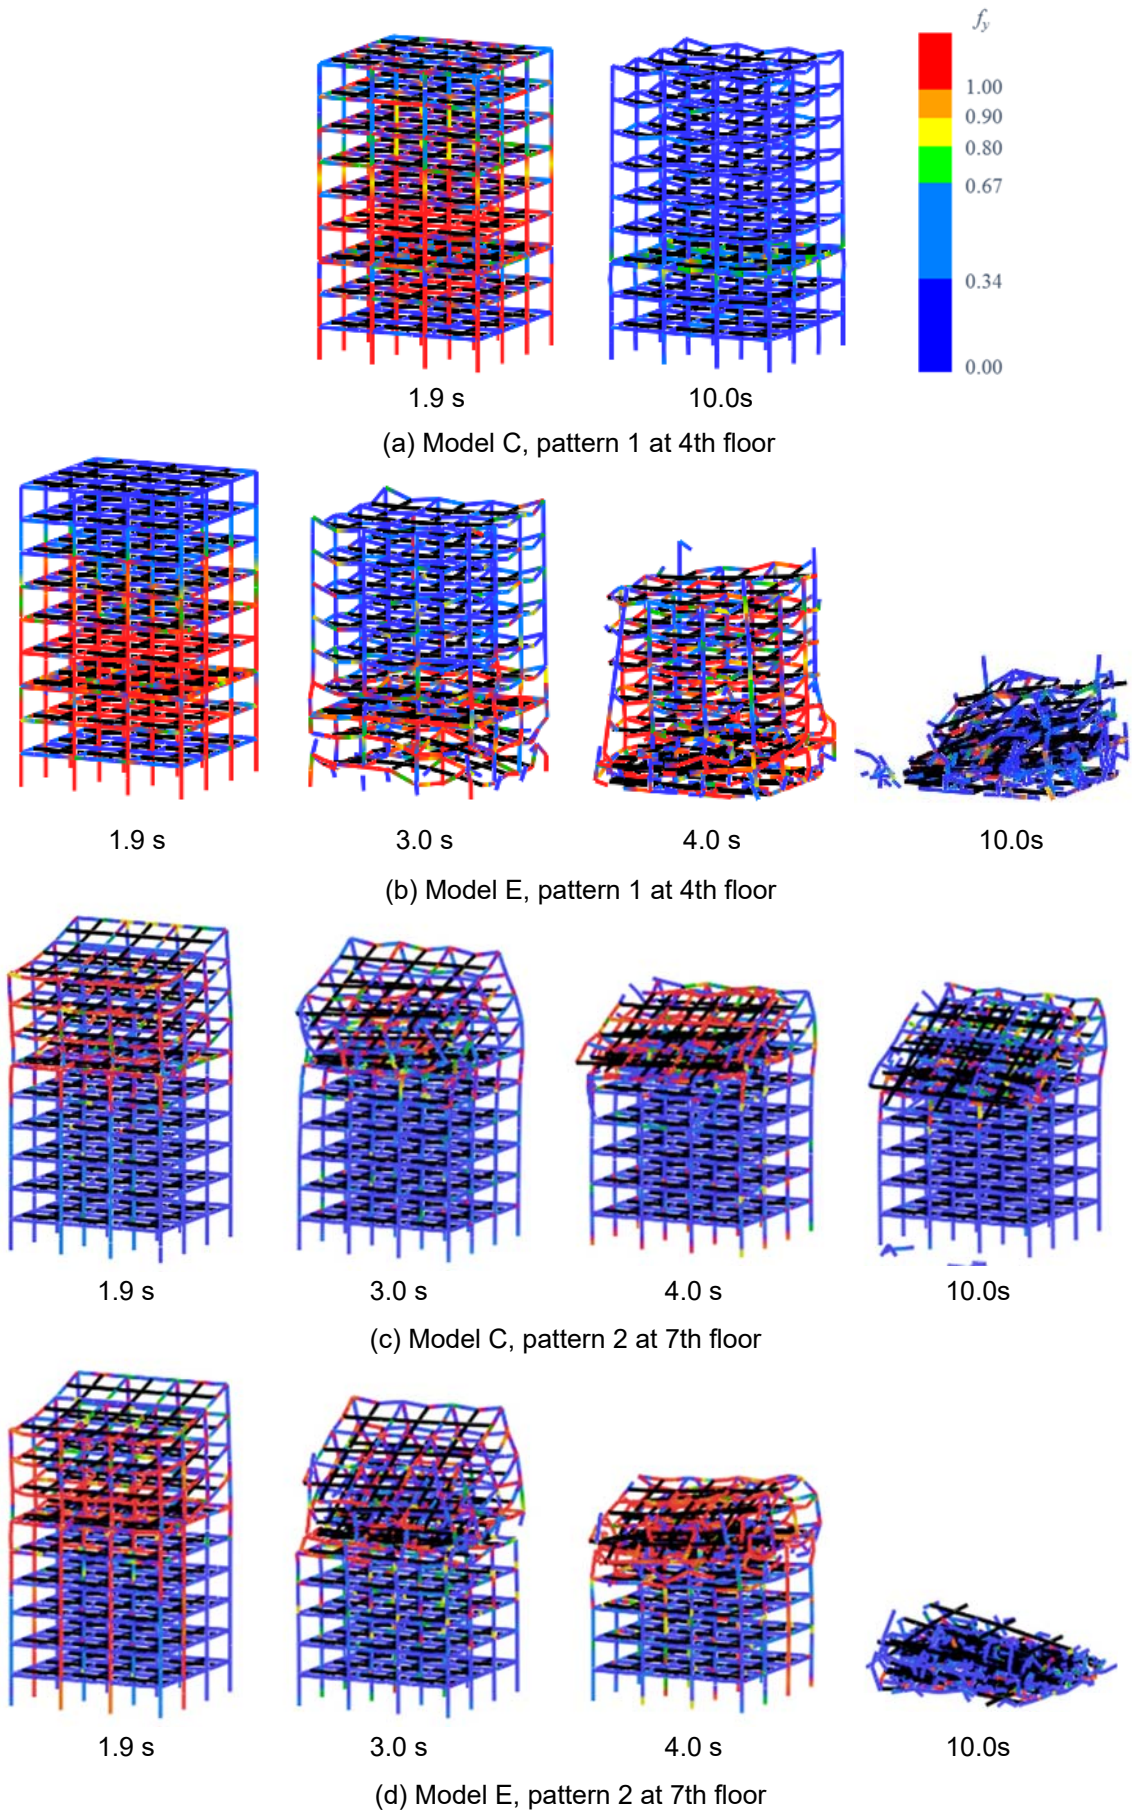 f_y
1.00
0.90
0.80
0.67
0.34
0.00
1.9 s 10.0s
(a) Model C, pattern 1 at 4th floor
1.9 s 3.0 s 4.0 s 10.0s
(b) Model E, pattern 1 at 4th floor
1.9 s 3.0 s 4.0 s 10.0s
(c) Model C, pattern 2 at 7th floor
1.9 s 3.0 s 4.0 s 10.0s
(d) Model E, pattern 2 at 7th floor